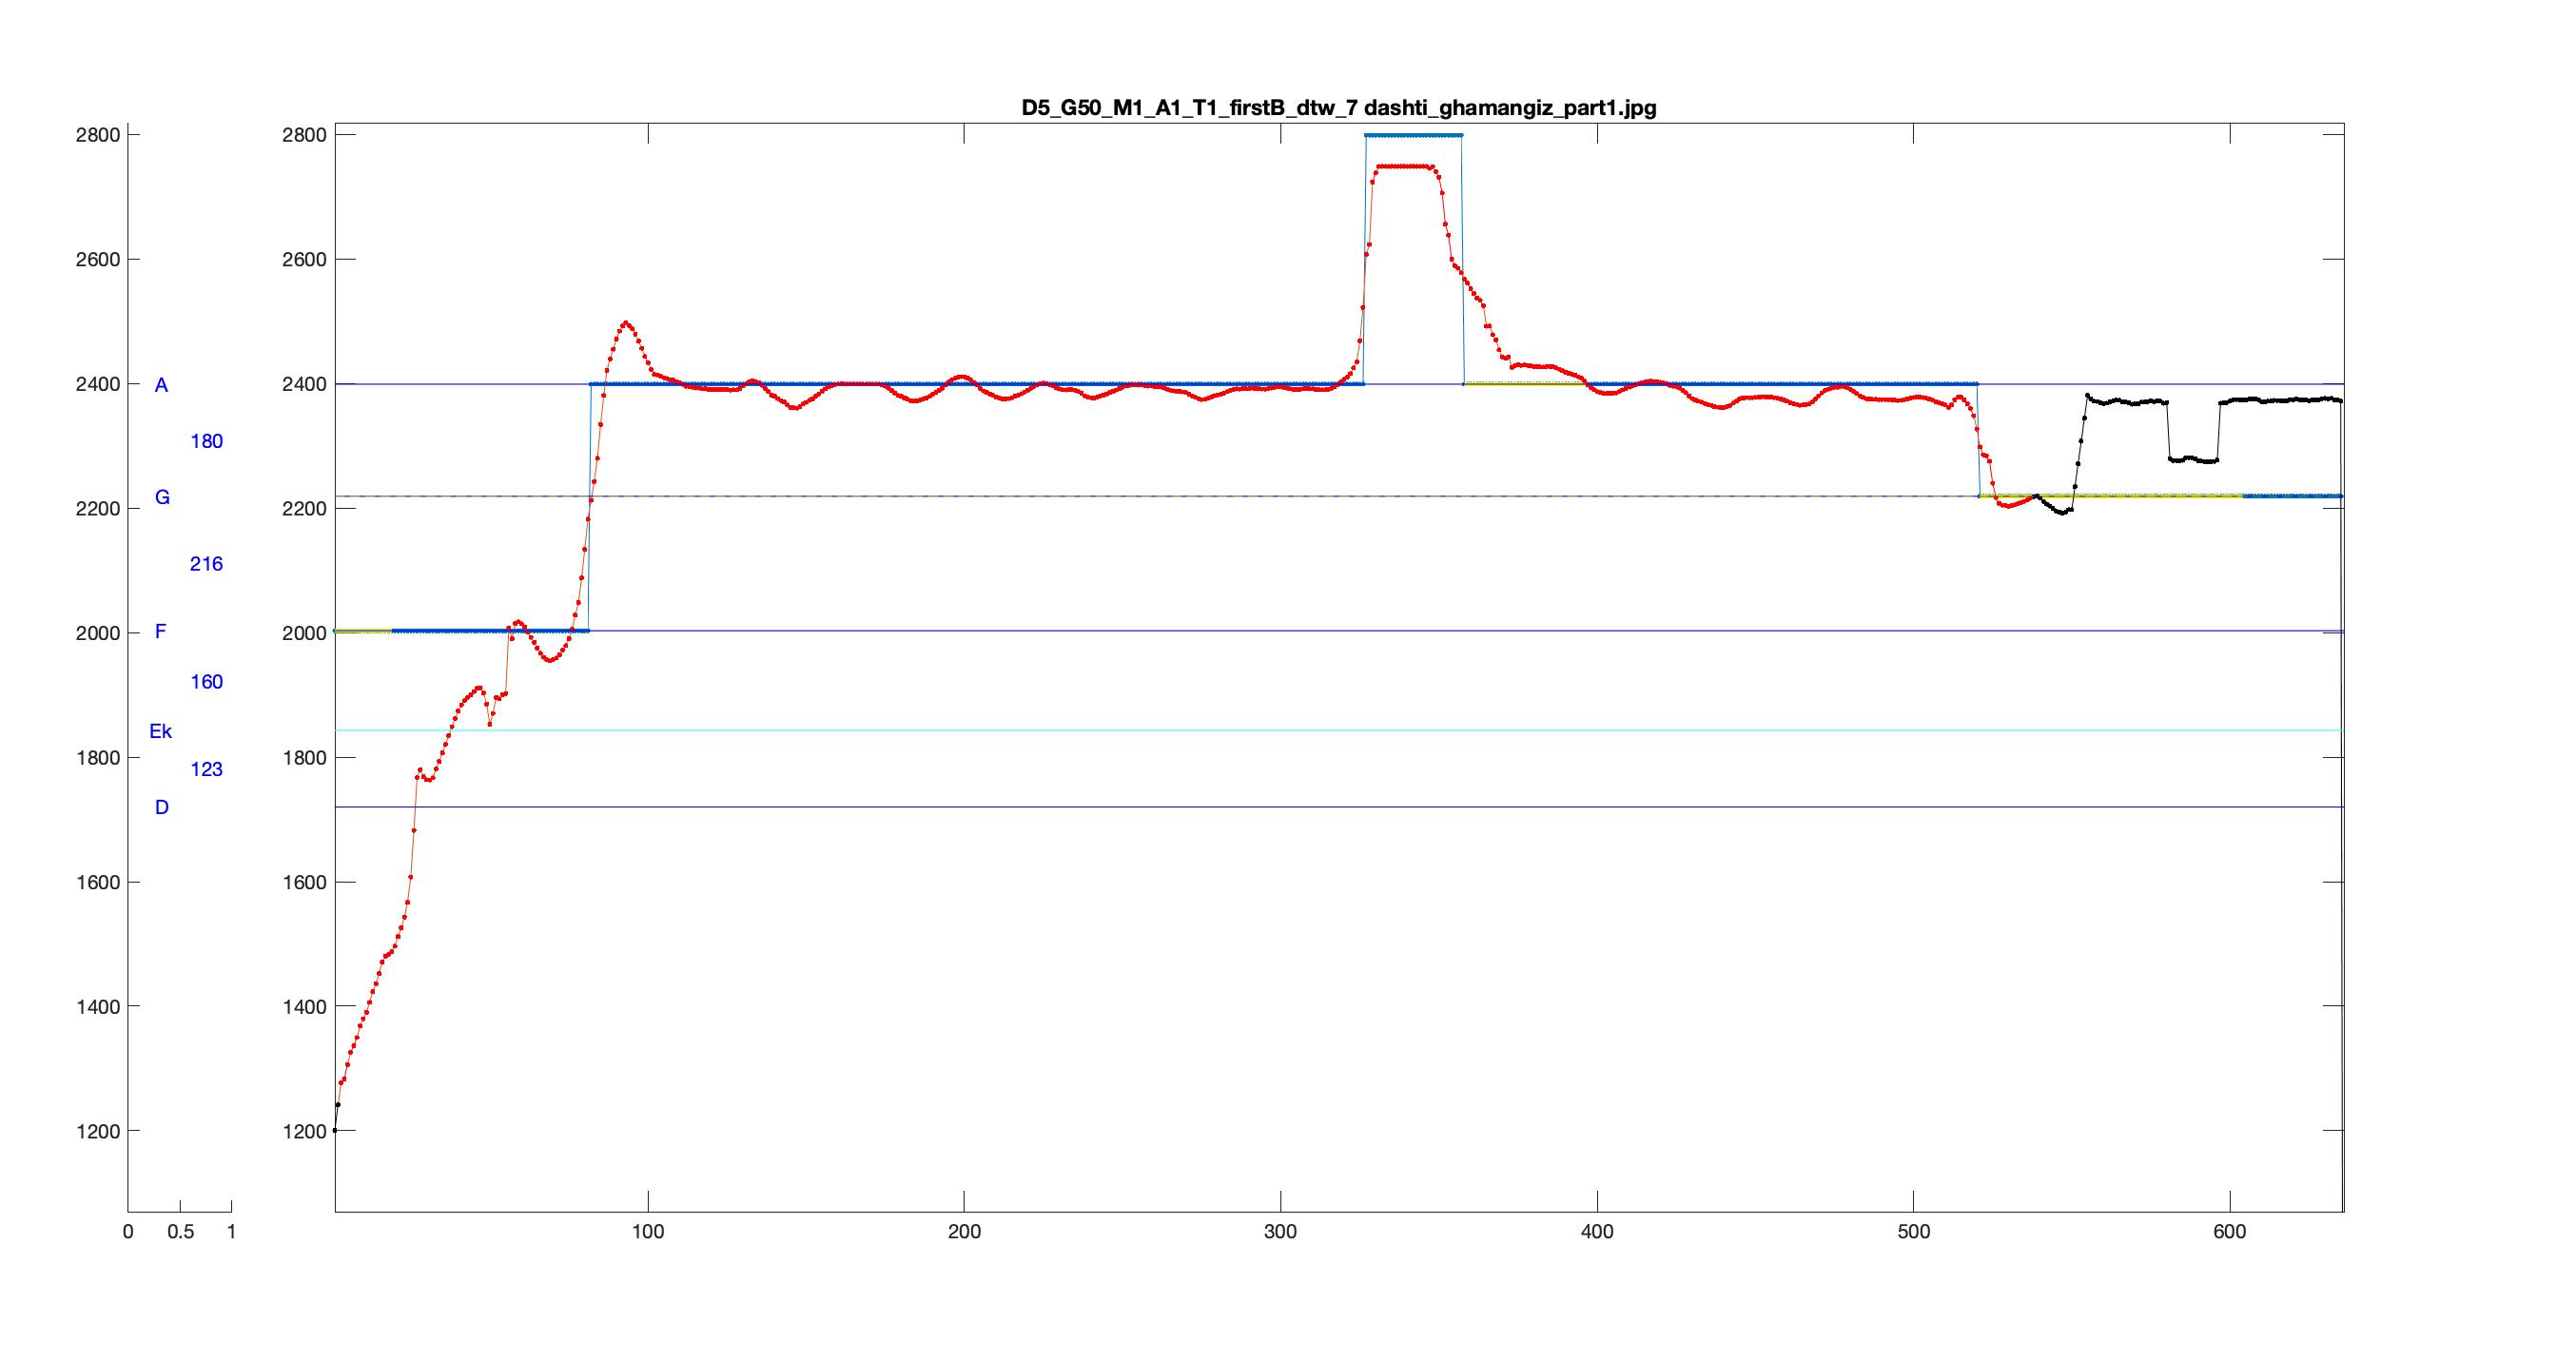 D5_G50_M1_A1_T1_firstB_dtw_7 dashti_ghamangiz_part1.jpg
2800 2800
2600 2600
2400 A 2400
180
G
2200 2200
216
2000 F 2000
160
Ek
1800 123 1800
D
1600 1600
1400 1400
1200 1200
0 0.5 1 100 200 300 400 500 600